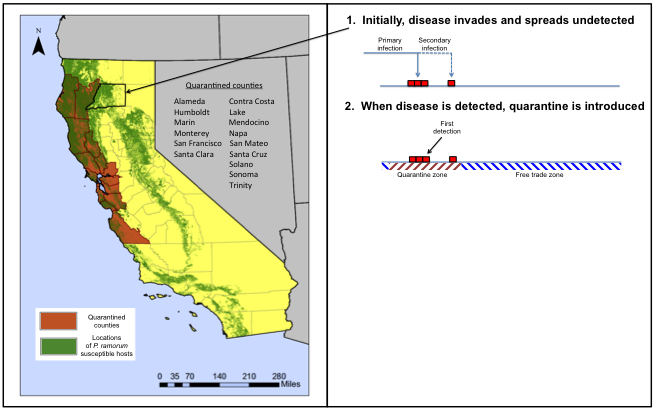 N
Quarantined counties
Alameda
Humboldt
Marin
Monterey
San Francisco
Santa Clara
Contra Costa
Lake
Mendocino
Napa
San Mateo
Santa Cruz
Solano
Sonoma
Trinity
Quarantined
counties
Locations
of P. ramorum
susceptible hosts
0 35 70 140 210 280
Miles
1. Initially, disease invades and spreads undetected
Primary
infection
Secondary
infection
2. When disease is detected, quarantine is introduced
First
detection
Quarantine zone
Free trade zone